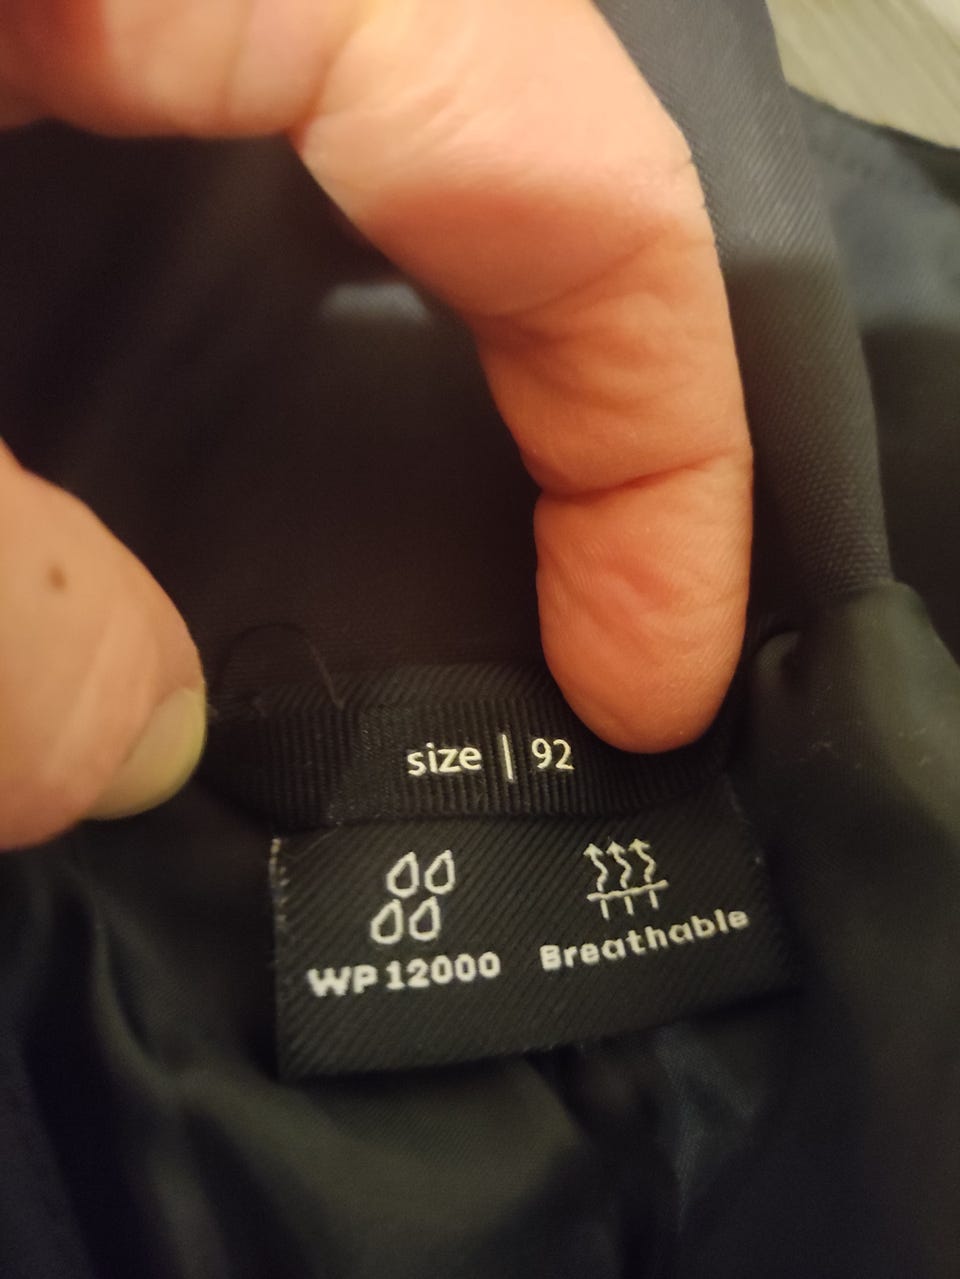 size | 92
WP 12000
Breathable